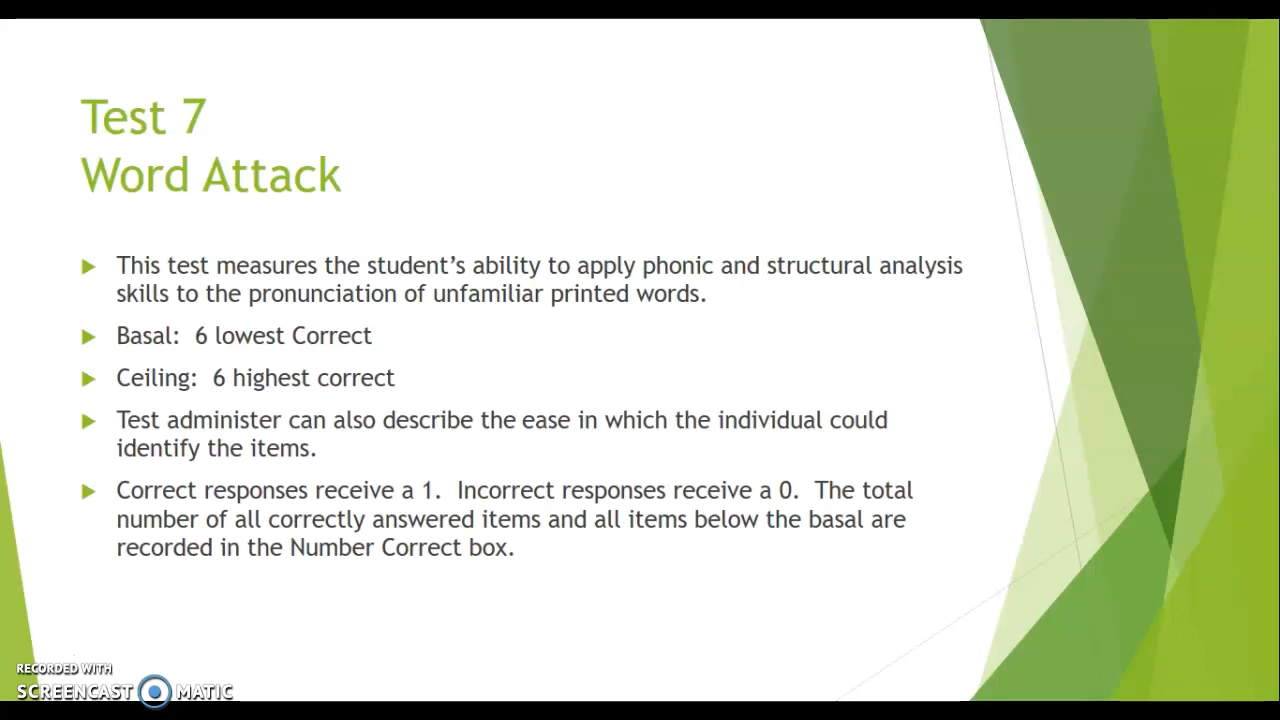 Test 7
Word Attack
This test measures the student’s ability to apply phonic and structural analysis
skills to the pronunciation of unfamiliar printed words.
Basal:  6 lowest Correct
Ceiling:  6 highest correct
Test administer can also describe the ease in which the individual could
identify the items.
Correct responses receive a 1.  Incorrect responses receive a 0.  The total
number of all correctly answered items and all items below the basal are
recorded in the Number Correct box.
RECORDED WITH
SCREENCAST MATIC